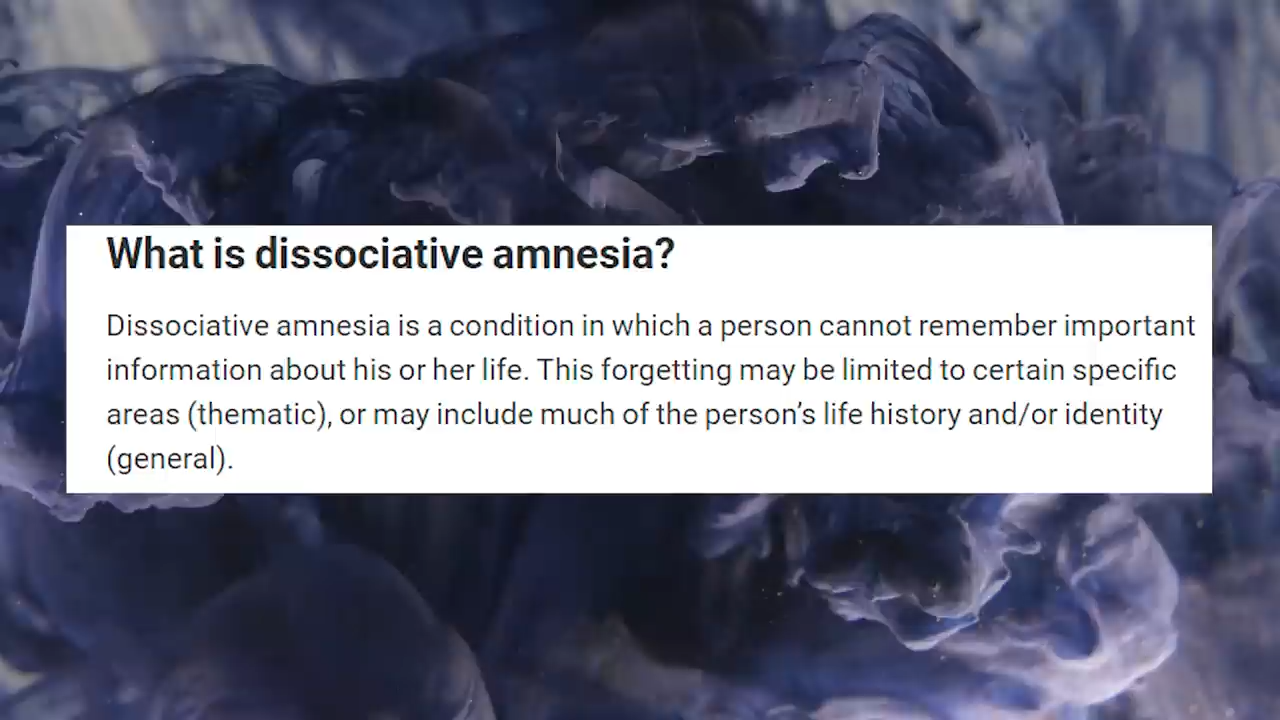 What is dissociative amnesia?
Dissociative amnesia is a condition in which a person cannot remember important
information about his or her life. This forgetting may be limited to certain specific
areas (thematic), or may include much of the person’s life history and/or identity
(general).